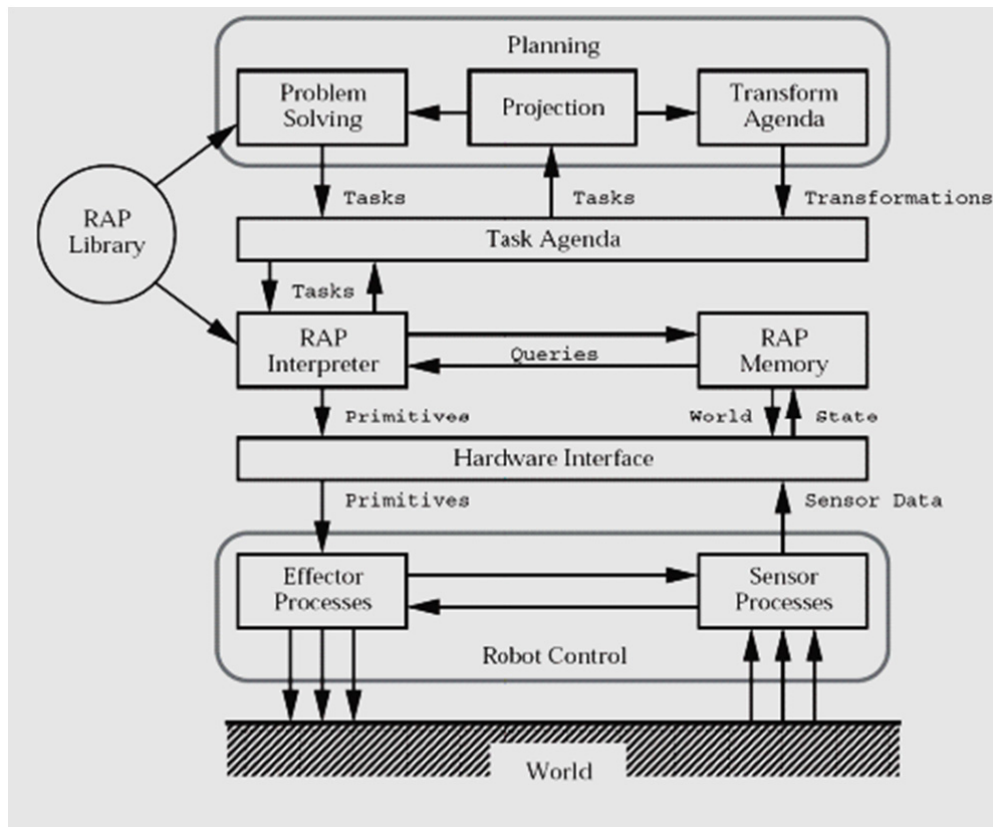 Planning
Problem
Solving
Projection
Transform
Agenda
RAP
Library
Tasks
Tasks
Transformations
Task Agenda
Tasks
RAP
Interpreter
Queries
RAP
Memory
Primitives
World
State
Hardware Interface
Primitives
Sensor Data
Effector
Processes
Sensor
Processes
Robot Control
World